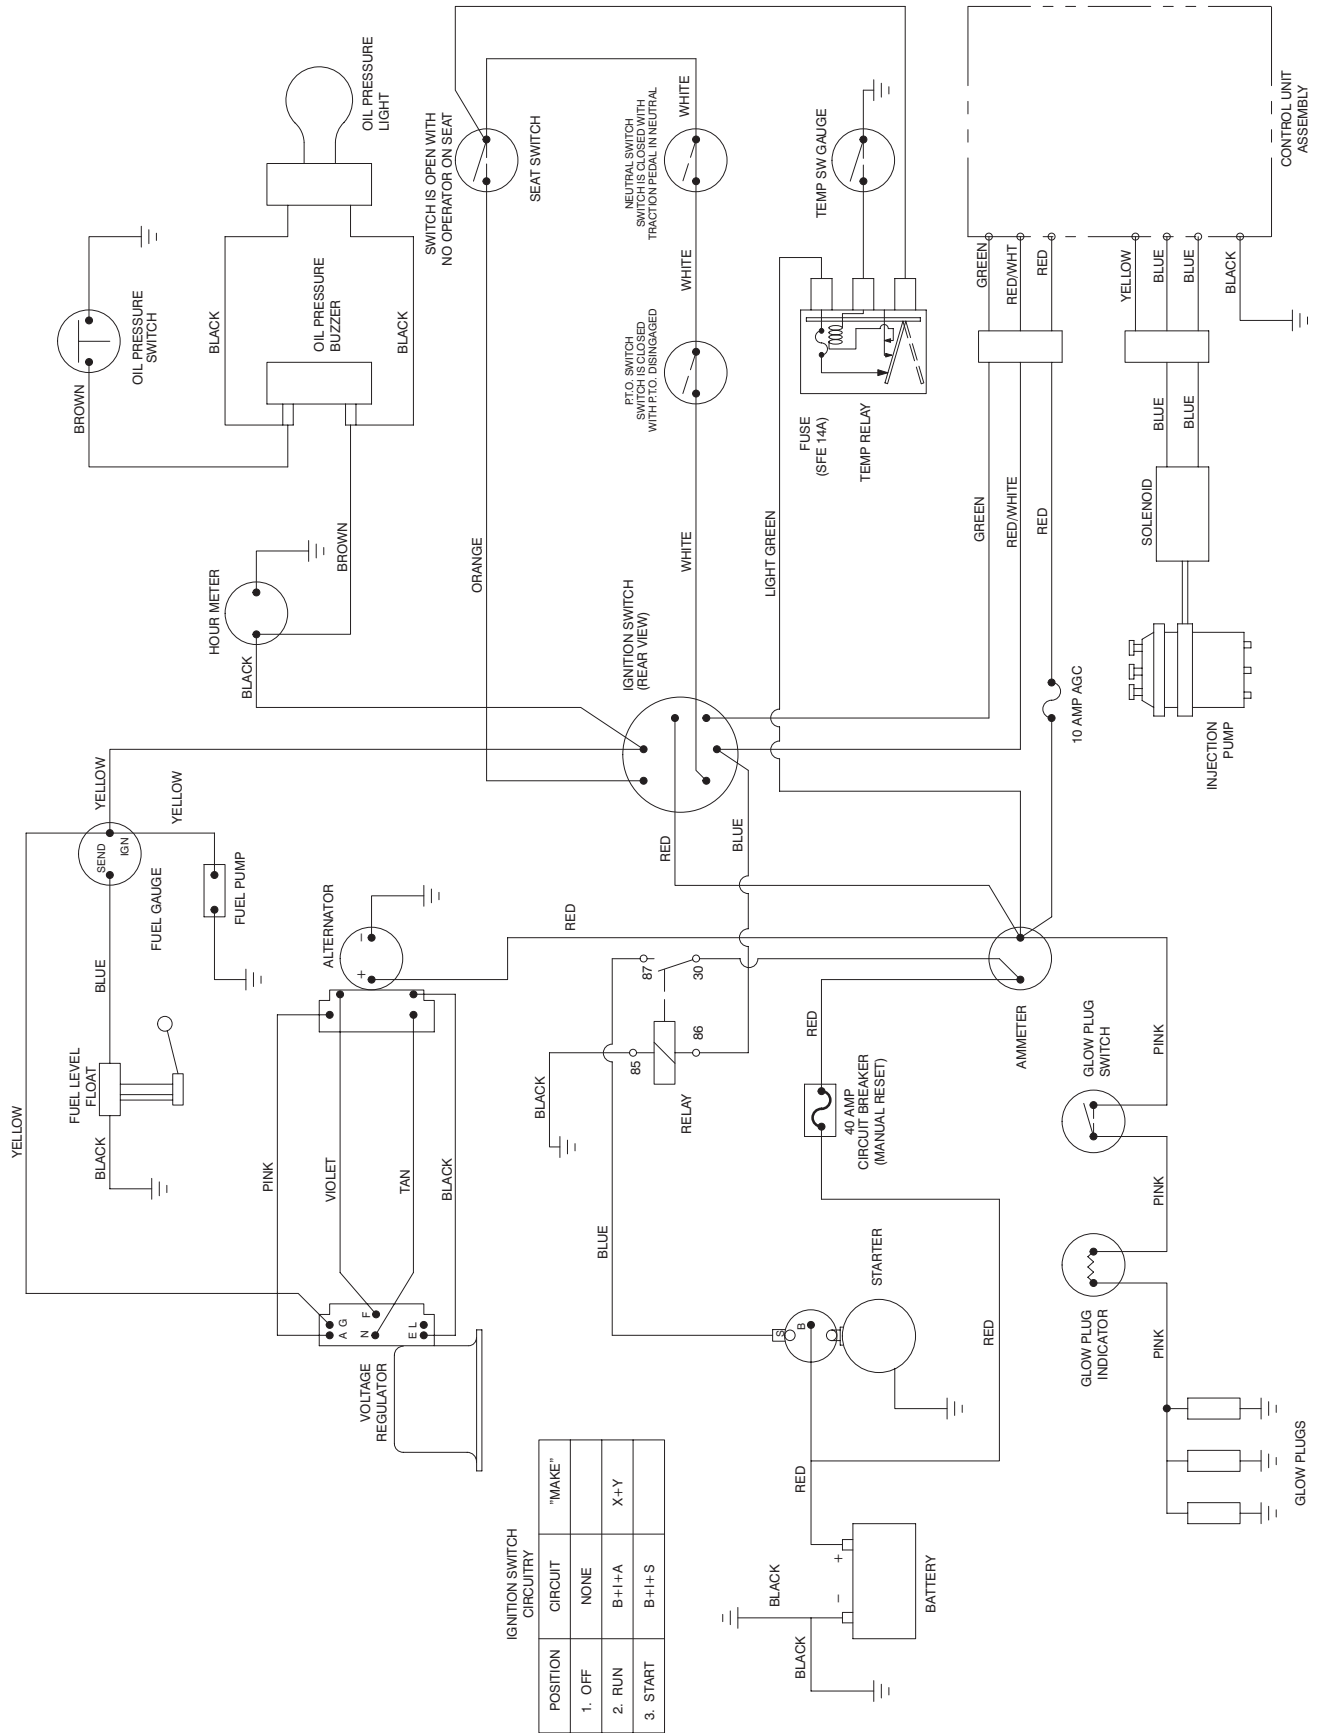 YELLOW
BLACK
FUEL LEVEL
FLOAT
BLUE
FUEL GAUGE
SEND
IGN
YELLOW
YELLOW
FUEL PUMP
BLACK
HOUR METER
BROWN
BROWN
OIL PRESSURE
SWITCH
BLACK
OIL PRESSURE
BUZZER
BLACK
OIL PRESSURE
LIGHT
VOLTAGE
REGULATOR
A
G
N
F
E
L
PINK
VIOLET
TAN
BLACK
ALTERNATOR
+
–
RED
ORANGE
SWITCH IS OPEN WITH
NO OPERATOR ON SEAT
SEAT SWITCH
IGNITION SWITCH
(REAR VIEW)
WHITE
P.T.O. SWITCH
SWITCH IS CLOSED
WITH P.T.O. DISINGAGED
WHITE
NEUTRAL SWITCH
SWITCH IS CLOSED WITH
TRACTION PEDAL IN NEUTRAL
WHITE
RED
BLUE
LIGHT GREEN
FUSE
(SFE 14A)
TEMP RELAY
TEMP SW GAUGE
IGNITION SWITCH
CIRCUITRY
POSITION CIRCUIT "MAKE"
1. OFF NONE
2. RUN B+I+A X+Y
3. START B+I+S
BLUE
BLACK
85
86
87
30
RELAY
S
B
STARTER
40 AMP
CIRCUIT BREAKER
(MANUAL RESET)
RED
RED
RED
BLACK
BLACK
–
+
BATTERY
AMMETER
10 AMP AGC
GREEN
RED/WHITE
RED
GREEN
RED/WHT
RED
YELLOW
BLUE
BLUE
BLACK
CONTROL UNIT
ASSEMBLY
BLUE
BLUE
SOLENOID
INJECTION
PUMP
GLOW PLUG
SWITCH
PINK
PINK
GLOW PLUG
INDICATOR
PINK
GLOW PLUGS